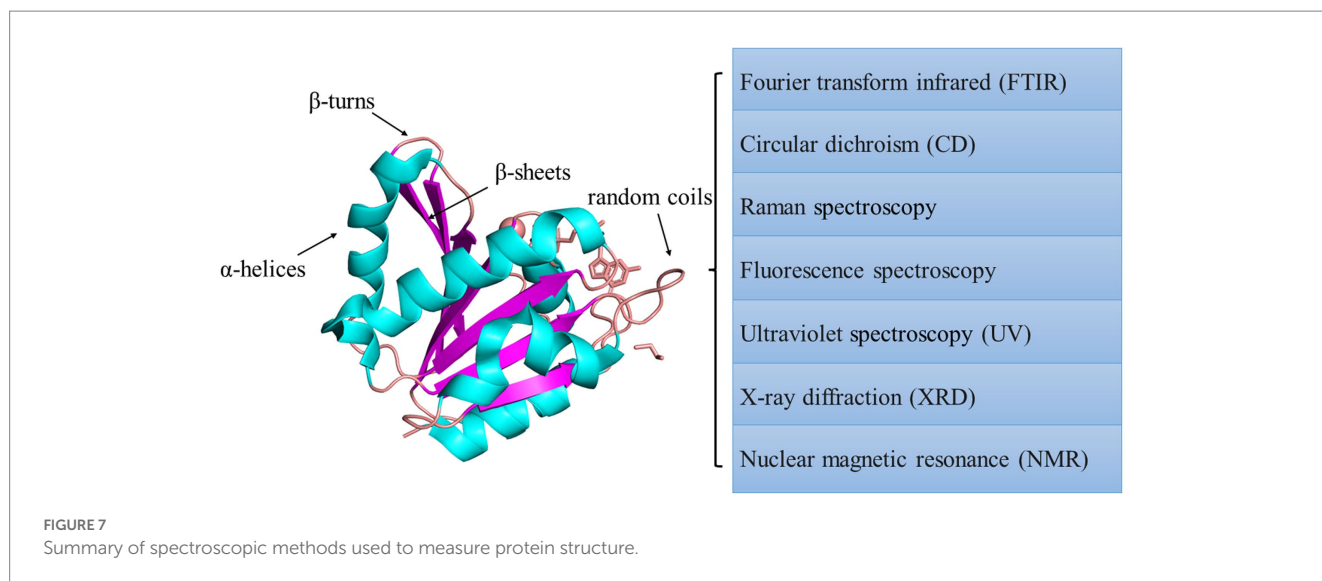 β-turns
β-sheets
random coils
α-helices
Fourier transform infrared (FTIR)
Circular dichroism (CD)
Raman spectroscopy
Fluorescence spectroscopy
Ultraviolet spectroscopy (UV)
X-ray diffraction (XRD)
Nuclear magnetic resonance (NMR)
FIGURE 7
Summary of spectroscopic methods used to measure protein structure.